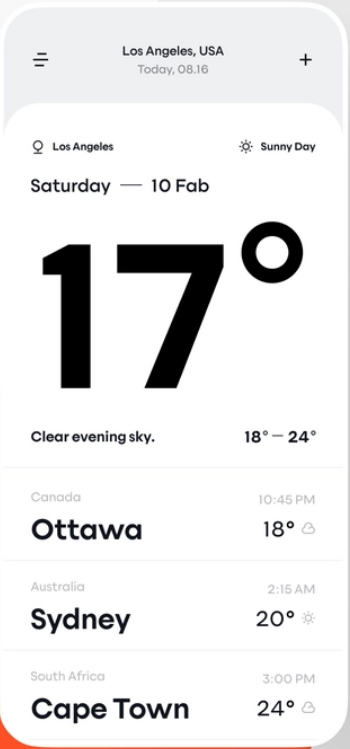 Los Angeles, USA
Today, 08.16
Los Angeles Sunny Day
Saturday — 10 Fab
17°
Clear evening sky. 18° – 24°
Canada 10:45 PM
Ottawa 18°
Australia 2:15 AM
Sydney 20°
South Africa 3:00 PM
Cape Town 24°